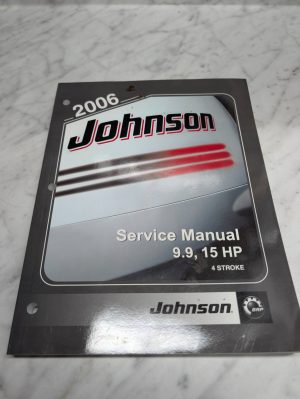 2006
Johnson
Service Manual
9.9, 15 HP
4 STROKE
Johnson
BRP